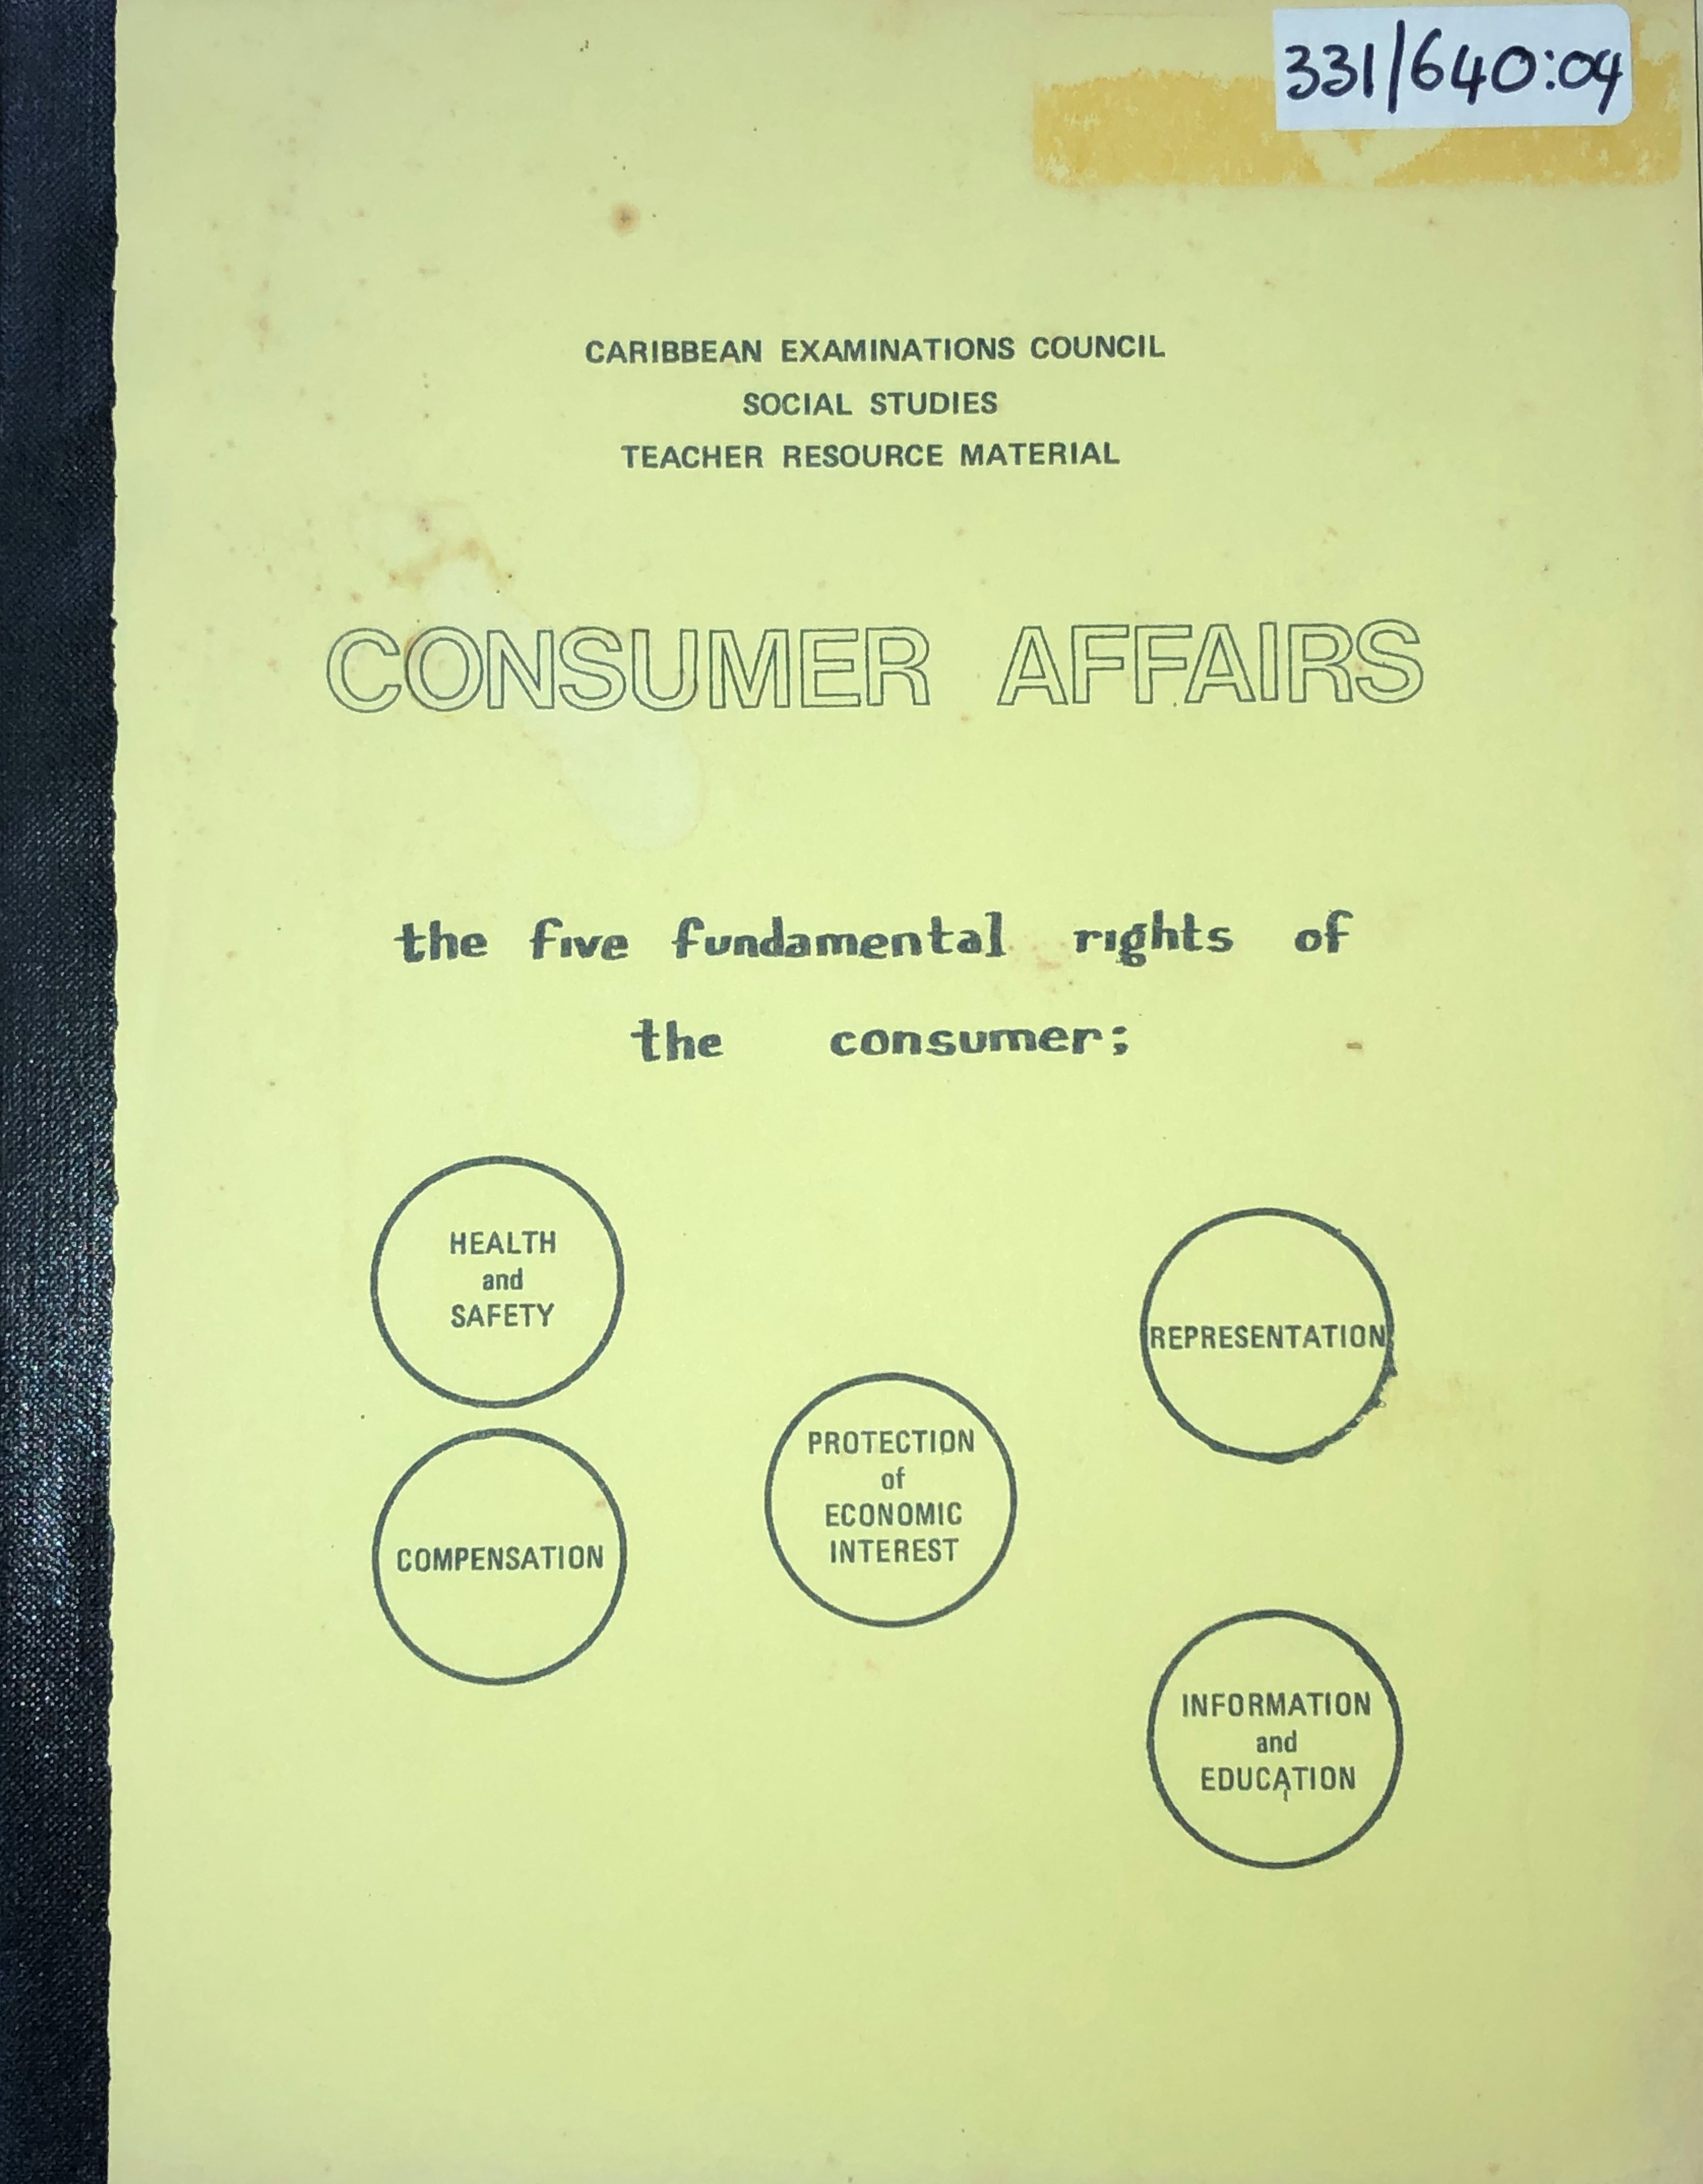 331/640:04
CARIBBEAN EXAMINATIONS COUNCIL
SOCIAL STUDIES
TEACHER RESOURCE MATERIAL
CONSUMER AFFAIRS
the five fundamental rights of
the consumer;
HEALTH
and
SAFETY
REPRESENTATION
COMPENSATION
PROTECTION
of
ECONOMIC
INTEREST
INFORMATION
and
EDUCATION